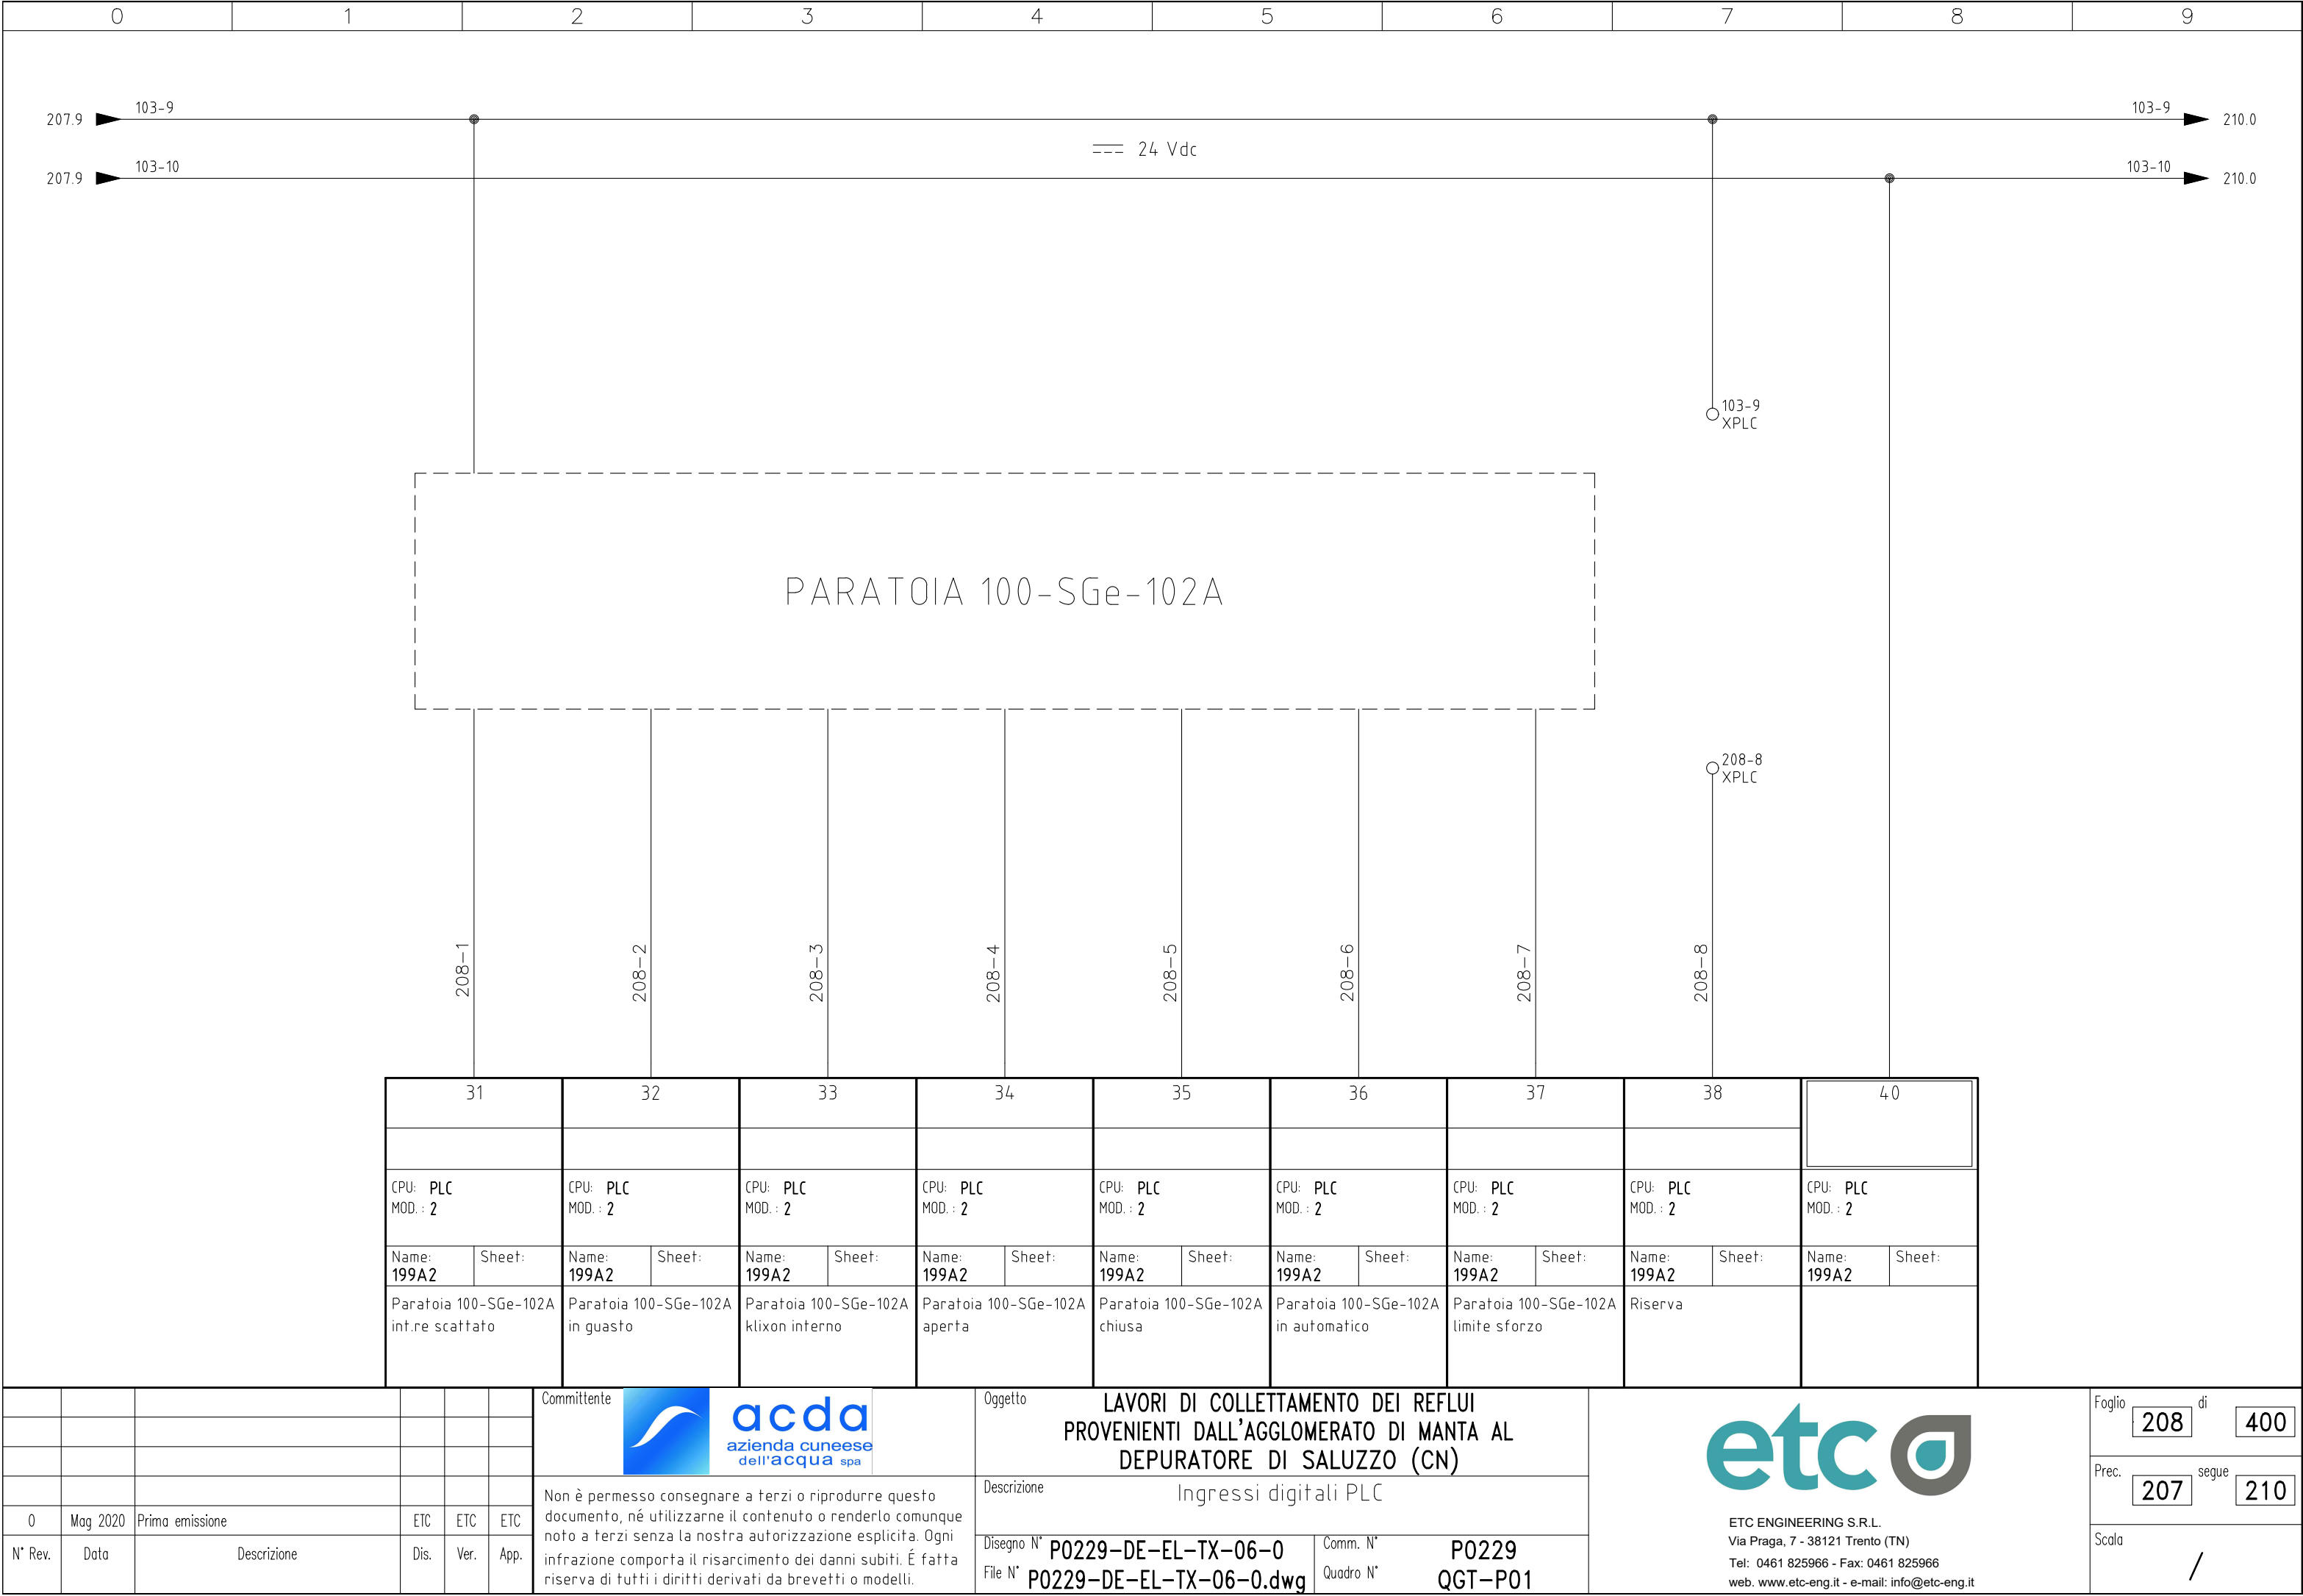 0 1 2 3 4 5 6 7 8 9
207.9 103-9 103-9 210.0
24 Vdc
207.9 103-10 103-10 210.0
103-9
XPLC
PARATOIA 100-SGe-102A
208-8
XPLC
208-1 208-2 208-3 208-4 208-5 208-6 208-7 208-8
31 32 33 34 35 36 37 38 40
CPU: PLC CPU: PLC CPU: PLC CPU: PLC CPU: PLC CPU: PLC CPU: PLC CPU: PLC CPU: PLC
MOD. : 2 MOD. : 2 MOD. : 2 MOD. : 2 MOD. : 2 MOD. : 2 MOD. : 2 MOD. : 2 MOD. : 2
Name: Sheet: Name: Sheet: Name: Sheet: Name: Sheet: Name: Sheet: Name: Sheet: Name: Sheet: Name: Sheet: Name: Sheet:
199A2 199A2 199A2 199A2 199A2 199A2 199A2 199A2 199A2
Paratoia 100-SGe-102A Paratoia 100-SGe-102A Paratoia 100-SGe-102A Paratoia 100-SGe-102A Paratoia 100-SGe-102A Paratoia 100-SGe-102A Paratoia 100-SGe-102A Riserva
int.re scattato in guasto klixon interno aperta chiusa in automatico limite sforzo
0 Mag 2020 Prima emissione ETC ETC ETC
N° Rev. Data Descrizione Dis. Ver. App.
Committente
acda
azienda cuneese
dell'acqua spa
Non è permesso consegnare a terzi o riprodurre questo
documento, né utilizzarne il contenuto o renderlo comunque
noto a terzi senza la nostra autorizzazione esplicita. Ogni
infrazione comporta il risarcimento dei danni subiti. É fatta
riserva di tutti i diritti derivati da brevetti o modelli.
Oggetto
LAVORI DI COLLETTAMENTO DEI REFLUI
PROVENIENTI DALL'AGGLOMERATO DI MANTA AL
DEPURATORE DI SALUZZO (CN)
Descrizione
Ingressi digitali PLC
Disegno N° P0229-DE-EL-TX-06-0 Comm. N° P0229
File N° P0229-DE-EL-TX-06-0.dwg Quadro N° QGT-P01
etc
ETC ENGINEERING S.R.L.
Via Praga, 7 - 38121 Trento (TN)
Tel: 0461 825966 - Fax: 0461 825966
web. www.etc-eng.it - e-mail: info@etc-eng.it
Foglio 208 di 400
Prec. 207 segue 210
Scala /